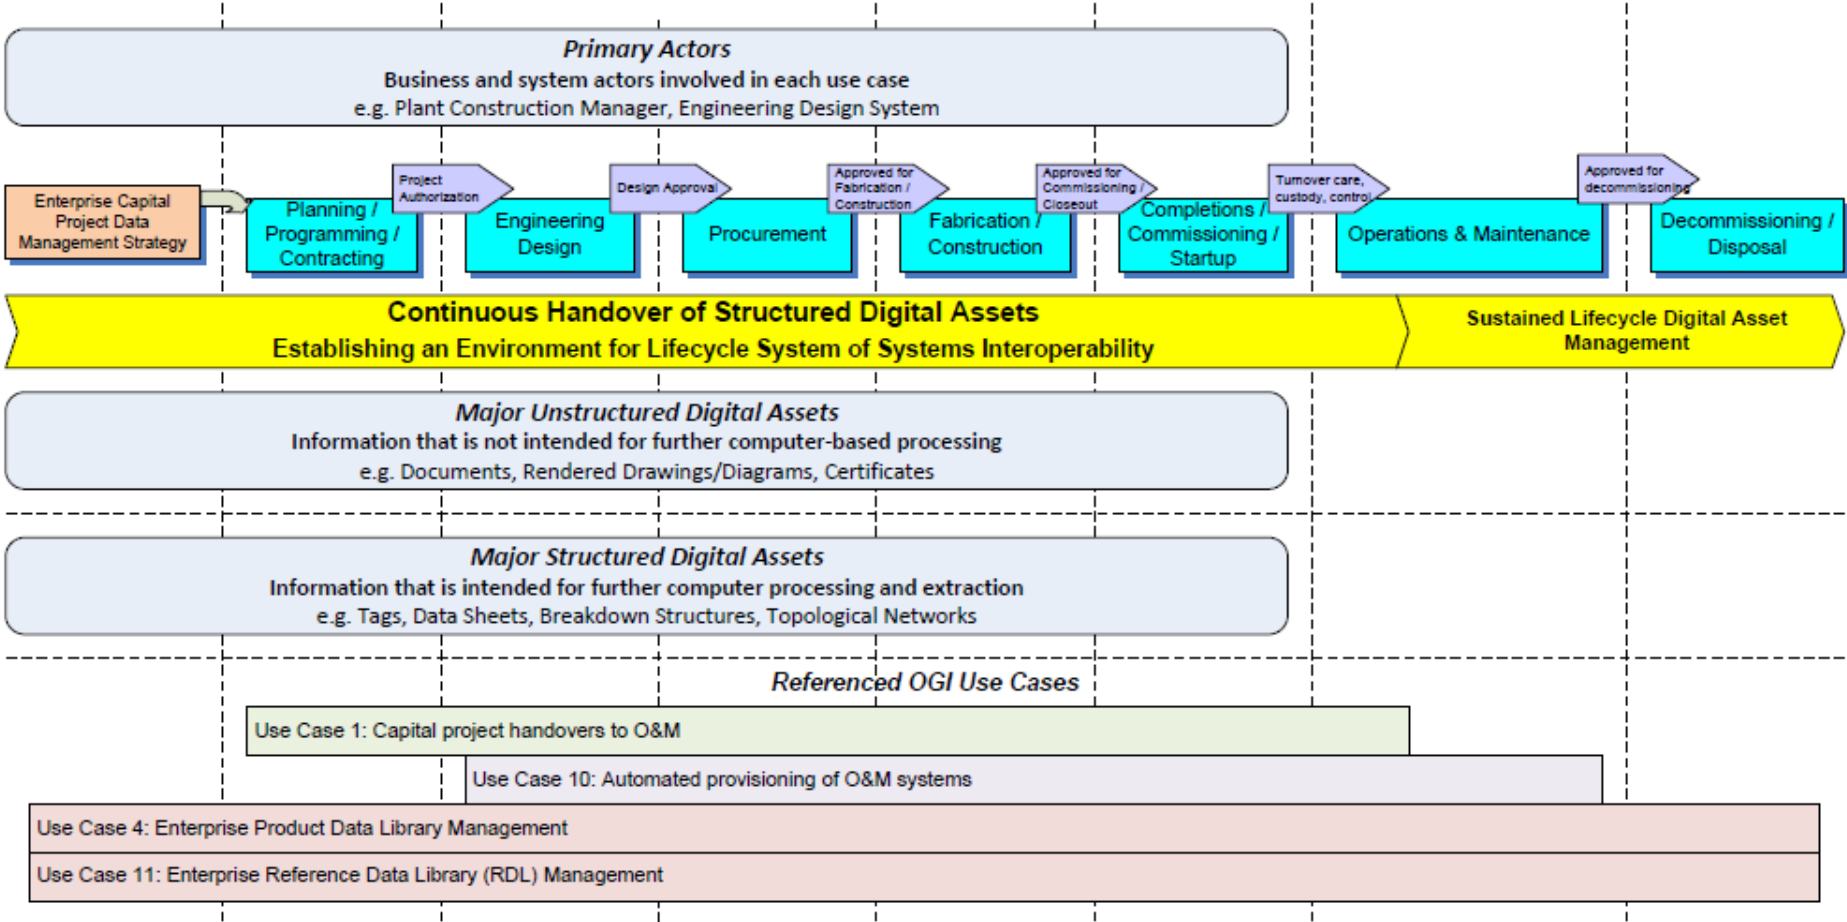 Primary Actors
Business and system actors involved in each use case
e.g. Plant Construction Manager, Engineering Design System
Enterprise Capital
Project Data
Management Strategy
Planning /
Programming /
Contracting
Project
Authorization
Engineering
Design
Design Approval
Procurement
Approved for
Fabrication /
Construction
Fabrication /
Construction
Approved for
Commissioning /
Closeout
Completions /
Commissioning /
Startup
Turnover care,
custody, control
Operations & Maintenance
Approved for
decommissioning
Decommissioning /
Disposal
Continuous Handover of Structured Digital Assets
Establishing an Environment for Lifecycle System of Systems Interoperability
Sustained Lifecycle Digital Asset
Management
Major Unstructured Digital Assets
Information that is not intended for further computer-based processing
e.g. Documents, Rendered Drawings/Diagrams, Certificates
Major Structured Digital Assets
Information that is intended for further computer processing and extraction
e.g. Tags, Data Sheets, Breakdown Structures, Topological Networks
Referenced OGI Use Cases
Use Case 1: Capital project handovers to O&M
Use Case 10: Automated provisioning of O&M systems
Use Case 4: Enterprise Product Data Library Management
Use Case 11: Enterprise Reference Data Library (RDL) Management